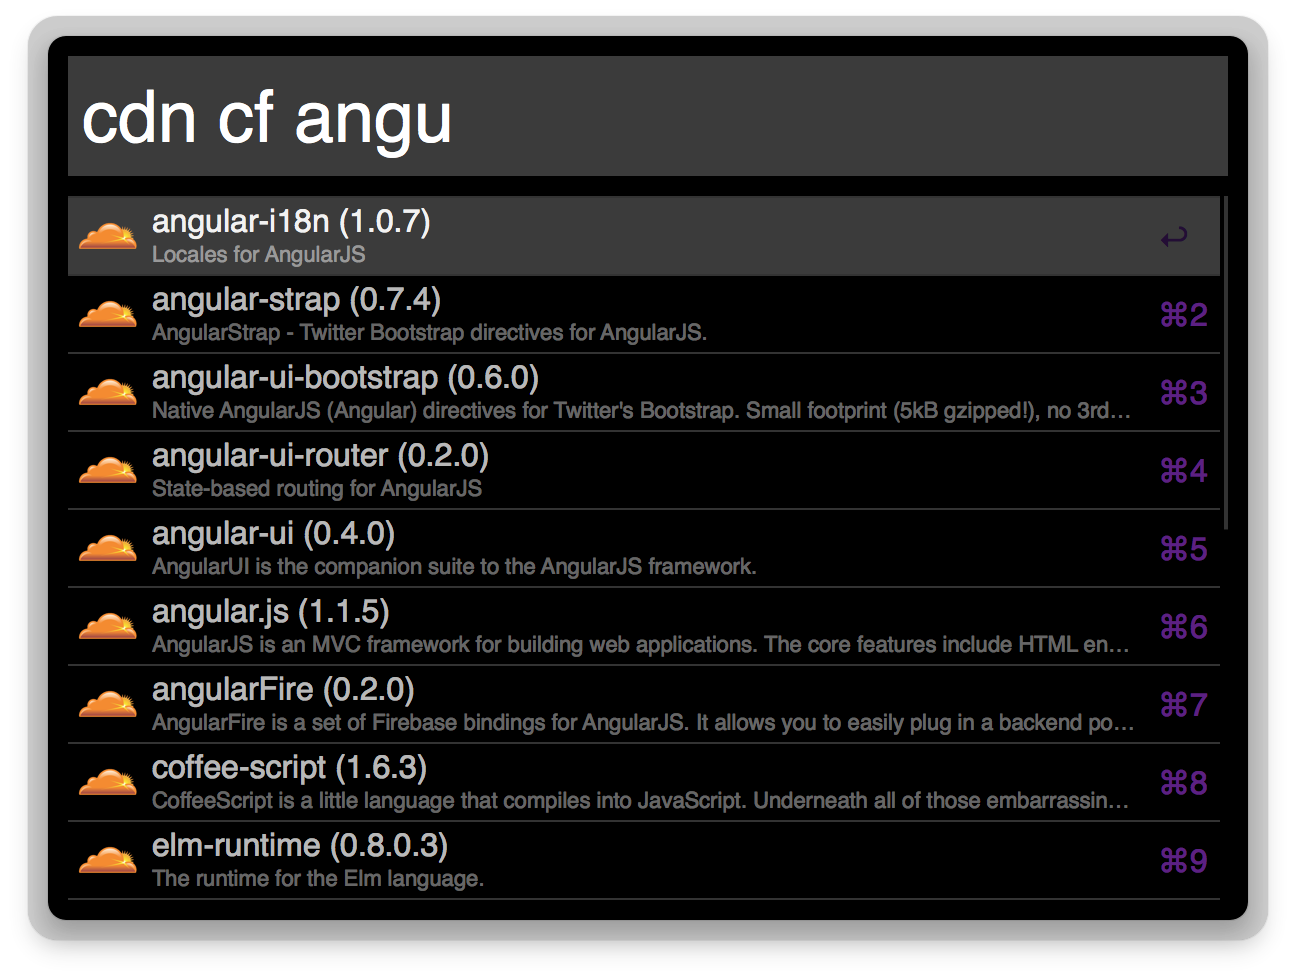 cdn cf angu
angular-i18n (1.0.7)
Locales for AngularJS
↩
angular-strap (0.7.4)
AngularStrap - Twitter Bootstrap directives for AngularJS.
⌘2
angular-ui-bootstrap (0.6.0)
Native AngularJS (Angular) directives for Twitter's Bootstrap. Small footprint (5kB gzipped!), no 3rd…
⌘3
angular-ui-router (0.2.0)
State-based routing for AngularJS
⌘4
angular-ui (0.4.0)
AngularUI is the companion suite to the AngularJS framework.
⌘5
angular.js (1.1.5)
AngularJS is an MVC framework for building web applications. The core features include HTML en…
⌘6
angularFire (0.2.0)
AngularFire is a set of Firebase bindings for AngularJS. It allows you to easily plug in a backend po…
⌘7
coffee-script (1.6.3)
CoffeeScript is a little language that compiles into JavaScript. Underneath all of those embarrassin…
⌘8
elm-runtime (0.8.0.3)
The runtime for the Elm language.
⌘9